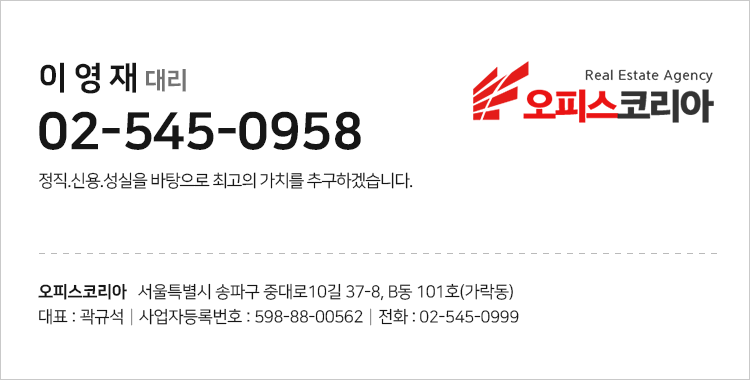 이영재 대리
Real Estate Agency
오피스코리아
02-545-0958
정직.신용.성실을 바탕으로 최고의 가치를 추구하겠습니다.
오피스코리아 서울특별시 송파구 중대로10길 37-8, B동 101호(가락동)
대표 : 곽규석 | 사업자등록번호 : 598-88-00562 | 전화 : 02-545-0999